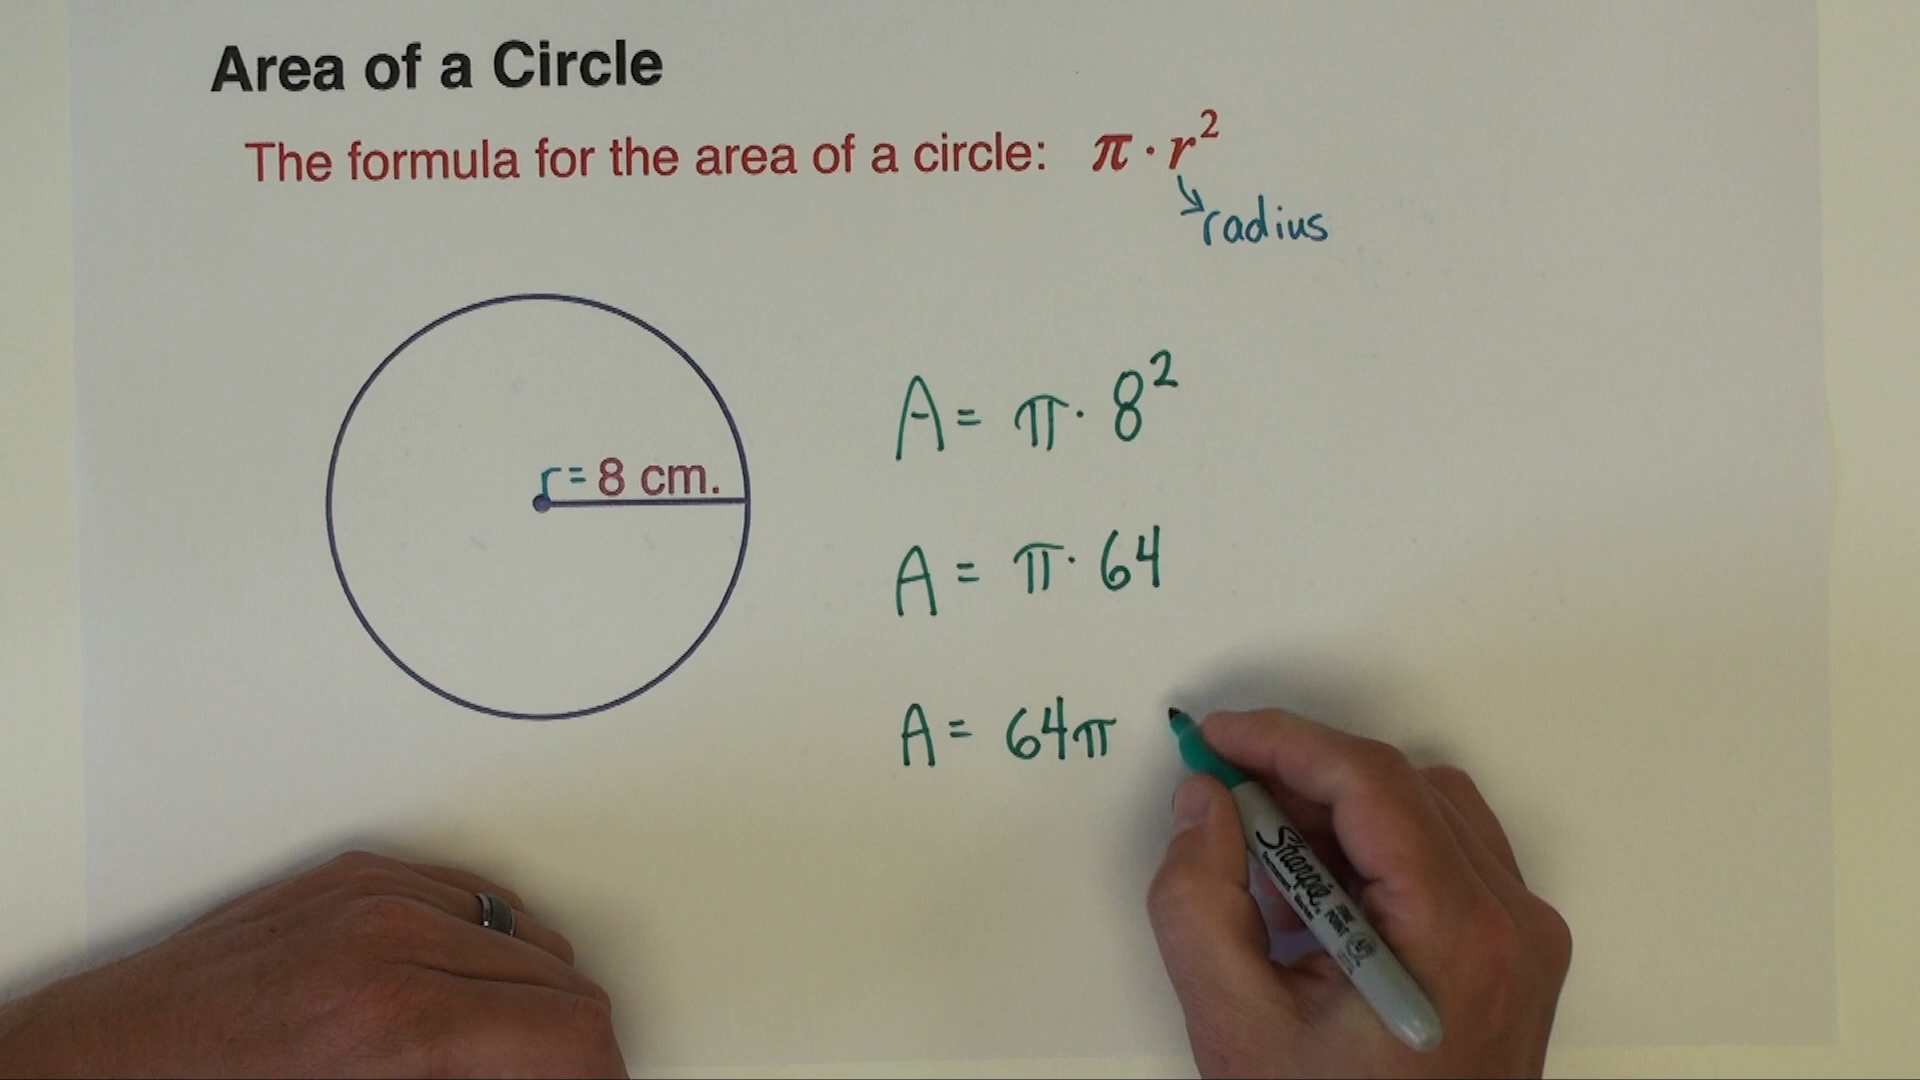 Area of a Circle
The formula for the area of a circle: π · r²
radius
r = 8 cm.
A = π · 8²
A = π · 64
A = 64π
Sharpie